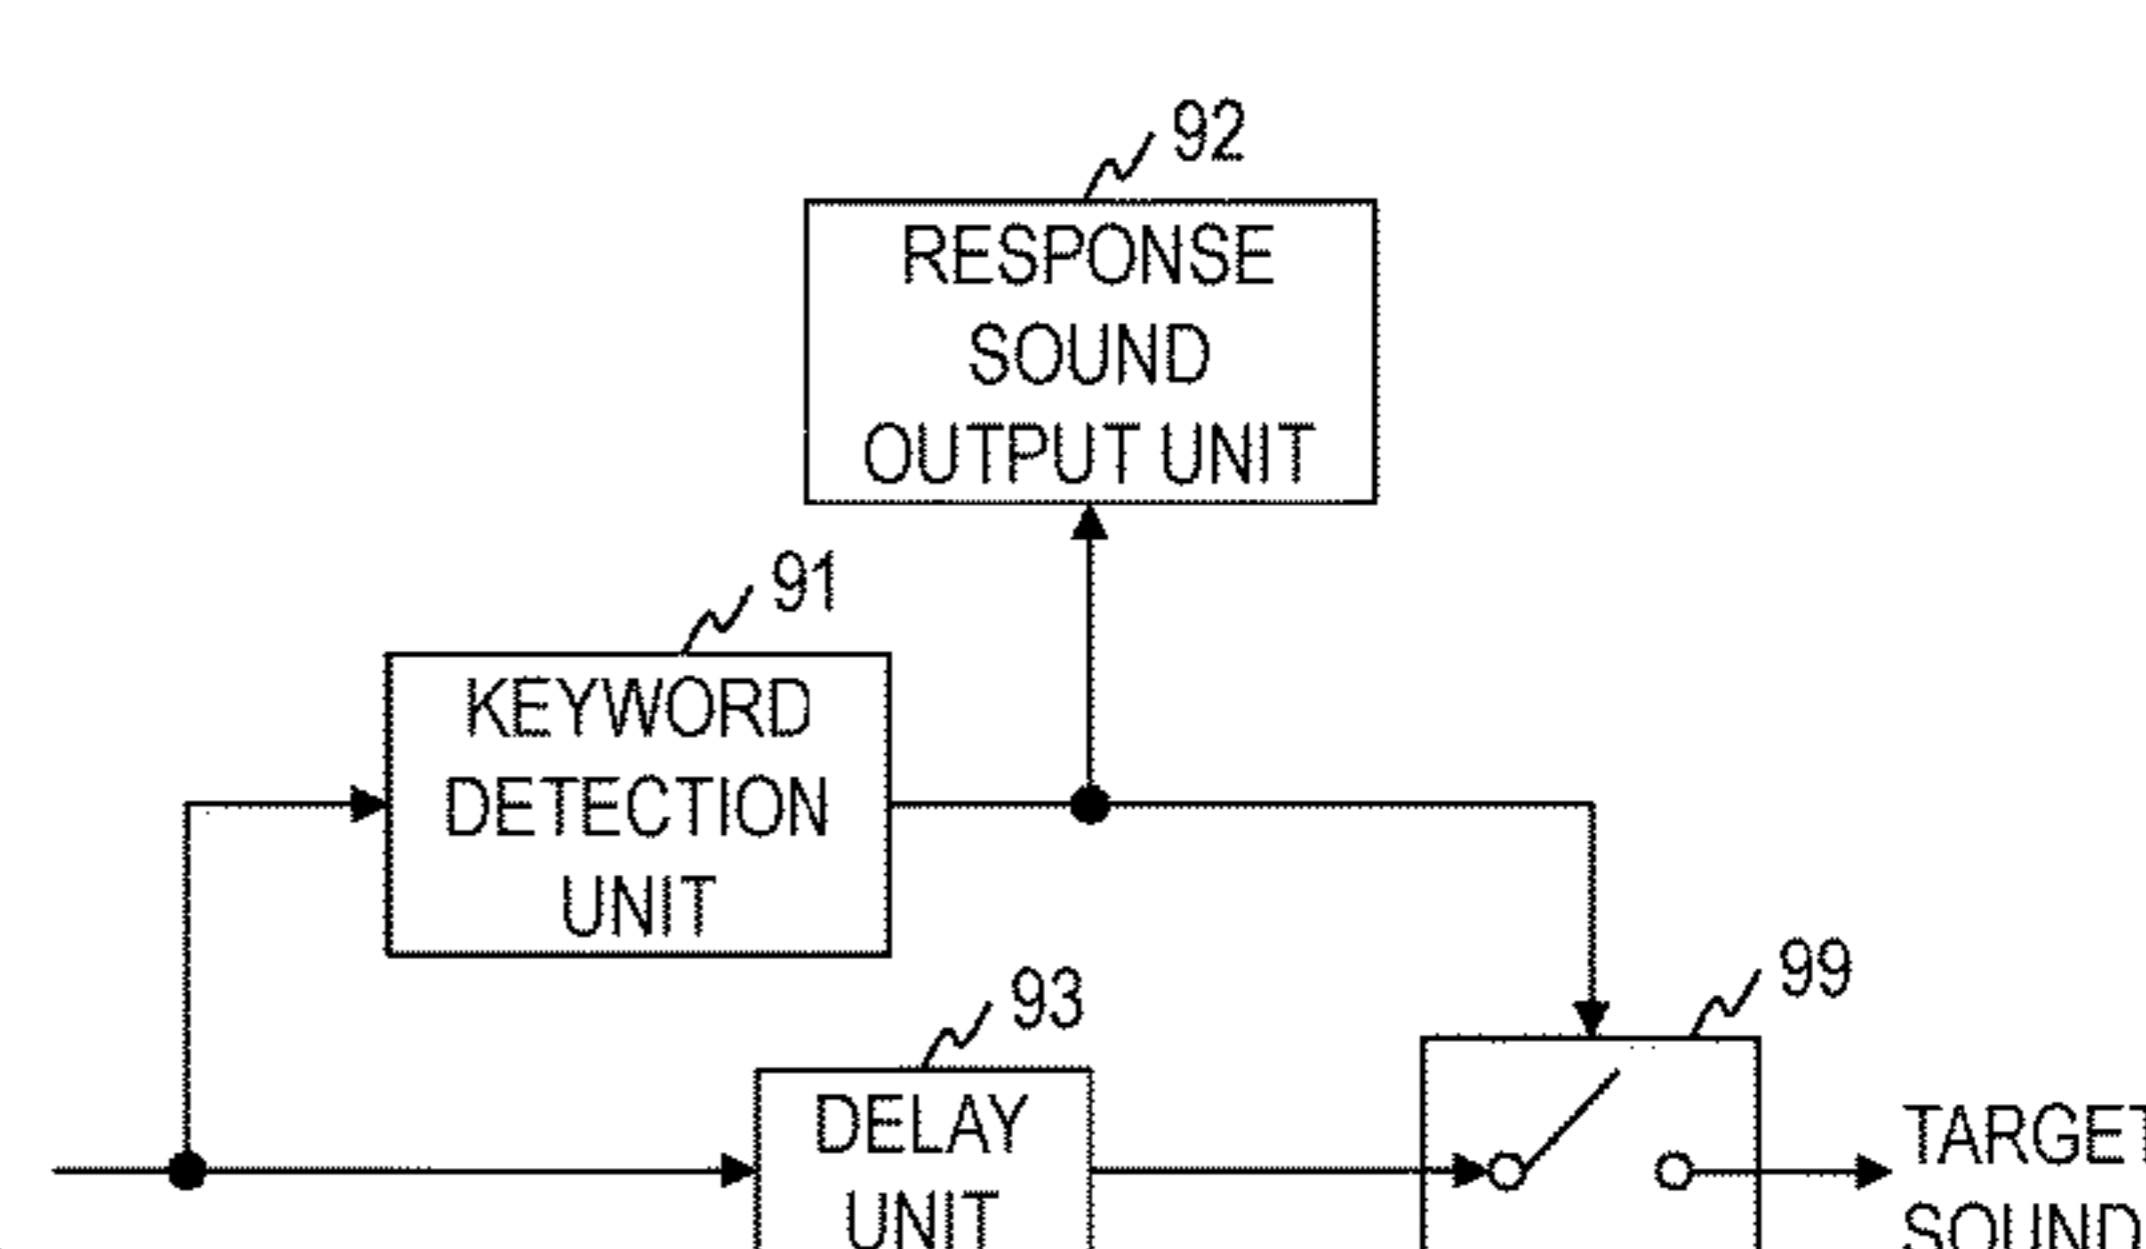 92
RESPONSE
SOUND
OUTPUT UNIT
91
KEYWORD
DETECTION
UNIT
93
DELAY
UNIT
99
TARGET
SOUND